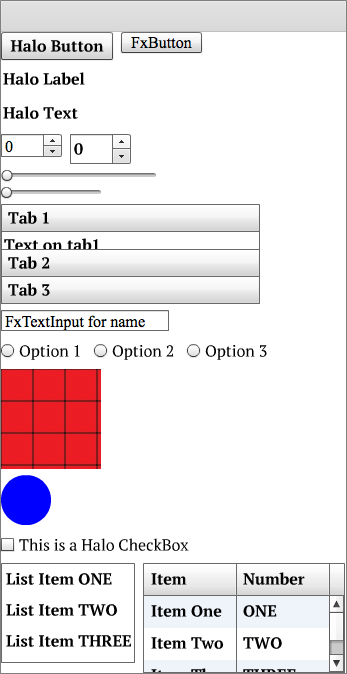 Halo Button FxButton
Halo Label
Halo Text
0 0
Tab 1
Text on tab1
Tab 2
Tab 3
FxTextInput for name
Option 1 Option 2 Option 3
This is a Halo CheckBox
List Item ONE
List Item TWO
List Item THREE
Item Number
Item One ONE
Item Two TWO
Item THREE